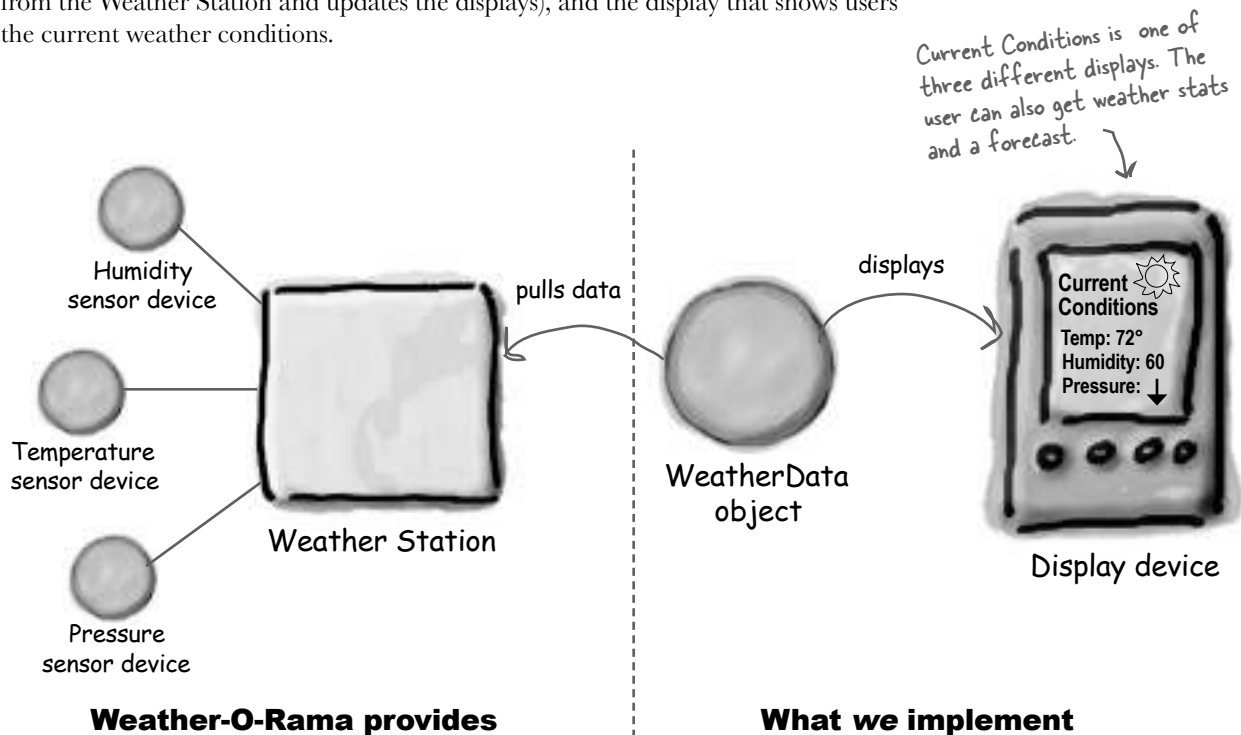 from the Weather Station and updates the displays), and the display that shows users
the current weather conditions.
Current Conditions is one of
three different displays. The
user can also get weather stats
and a forecast.
Humidity
sensor device
Temperature
sensor device
Pressure
sensor device
Weather Station
pulls data
WeatherData
object
displays
Current
Conditions
Temp: 72°
Humidity: 60
Pressure:
Display device
Weather-O-Rama provides
What we implement